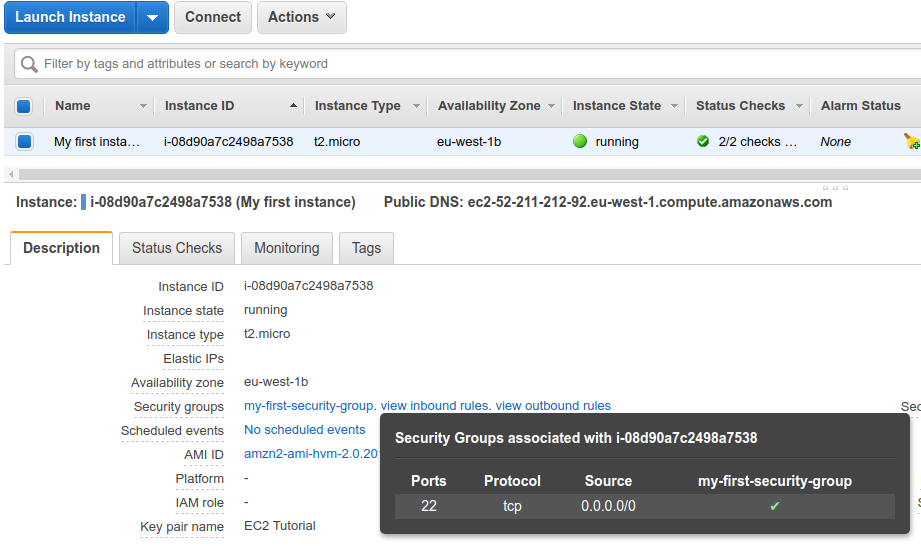 Launch Instance Connect Actions
Filter by tags and attributes or search by keyword
Name Instance ID Instance Type Availability Zone Instance State Status Checks Alarm Status
My first insta... i-08d90a7c2498a7538 t2.micro eu-west-1b running 2/2 checks ... None
Instance: i-08d90a7c2498a7538 (My first instance) Public DNS: ec2-52-211-212-92.eu-west-1.compute.amazonaws.com
Description Status Checks Monitoring Tags
Instance ID i-08d90a7c2498a7538
Instance state running
Instance type t2.micro
Elastic IPs
Availability zone eu-west-1b
Security groups my-first-security-group. view inbound rules. view outbound rules Sec
Scheduled events No scheduled events
AMI ID amzn2-ami-hvm-2.0.201
Platform -
IAM role -
Key pair name EC2 Tutorial
Security Groups associated with i-08d90a7c2498a7538
Ports Protocol Source my-first-security-group
22 tcp 0.0.0.0/0 ✔